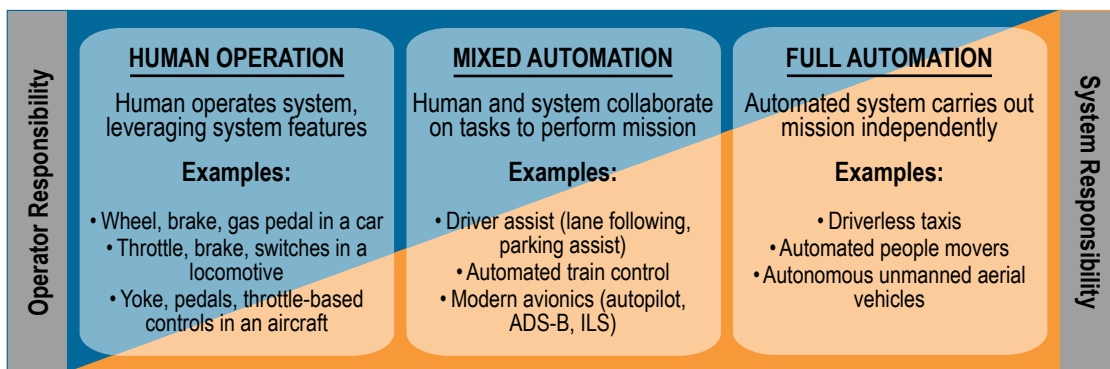 Operator Responsibility
HUMAN OPERATION
Human operates system,
leveraging system features
Examples:
• Wheel, brake, gas pedal in a car
• Throttle, brake, switches in a
locomotive
• Yoke, pedals, throttle-based
controls in an aircraft
MIXED AUTOMATION
Human and system collaborate
on tasks to perform mission
Examples:
• Driver assist (lane following,
parking assist)
• Automated train control
• Modern avionics (autopilot,
ADS-B, ILS)
FULL AUTOMATION
Automated system carries out
mission independently
Examples:
• Driverless taxis
• Automated people movers
• Autonomous unmanned aerial
vehicles
System Responsibility